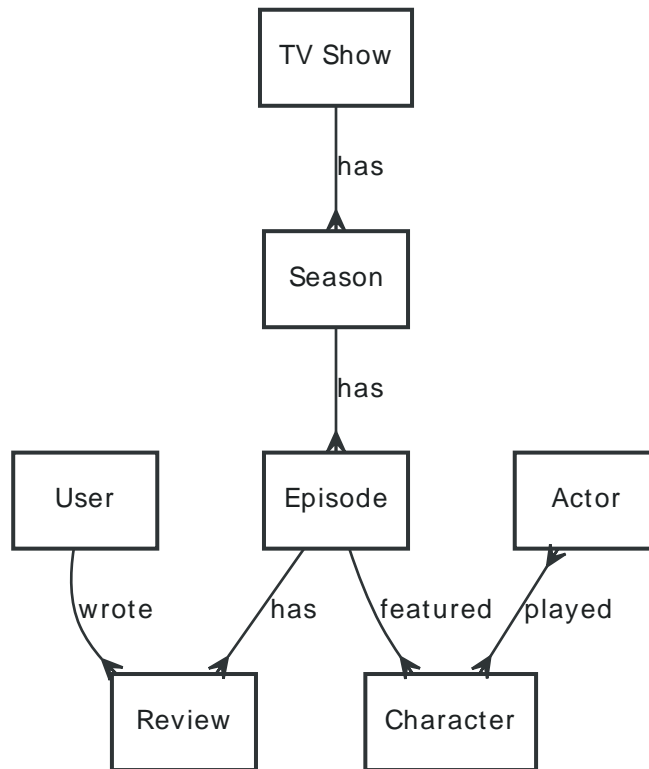 TV Show
has
Season
has
User
Episode
Actor
wrote
has
featured
played
Review
Character